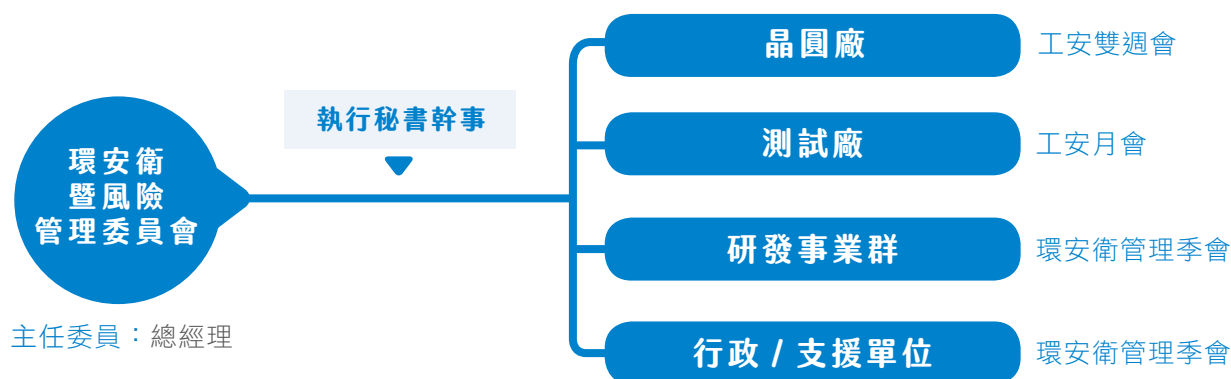 環安衛
暨風險
管理委員會
主任委員：總經理
執行秘書幹事
晶圓廠
工安雙週會
測試廠
工安月會
研發事業群
環安衛管理季會
行政 / 支援單位
環安衛管理季會